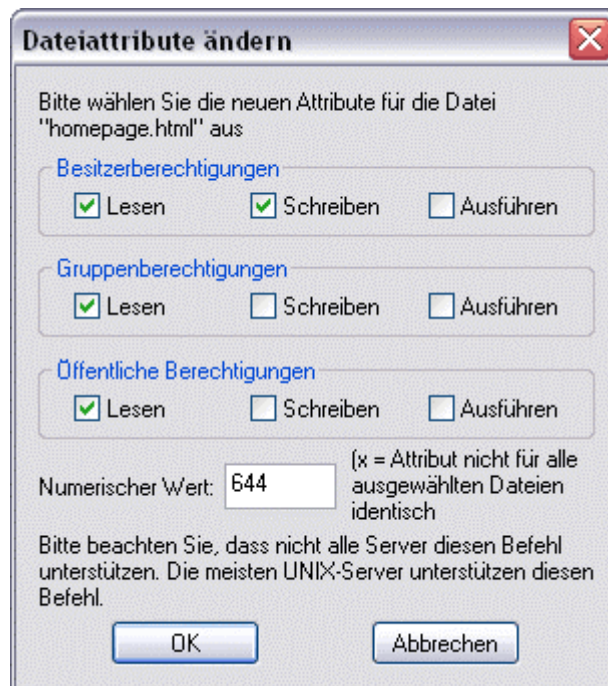 Dateiattribute ändern
Bitte wählen Sie die neuen Attribute für die Datei
"homepage.html" aus
Besitzerberechtigungen
Lesen Schreiben Ausführen
Gruppenberechtigungen
Lesen Schreiben Ausführen
Öffentliche Berechtigungen
Lesen Schreiben Ausführen
Numerischer Wert: 644
(x = Attribut nicht für alle
ausgewählten Dateien
identisch
Bitte beachten Sie, dass nicht alle Server diesen Befehl
unterstützen. Die meisten UNIX-Server unterstützen diesen
Befehl.
OK Abbrechen